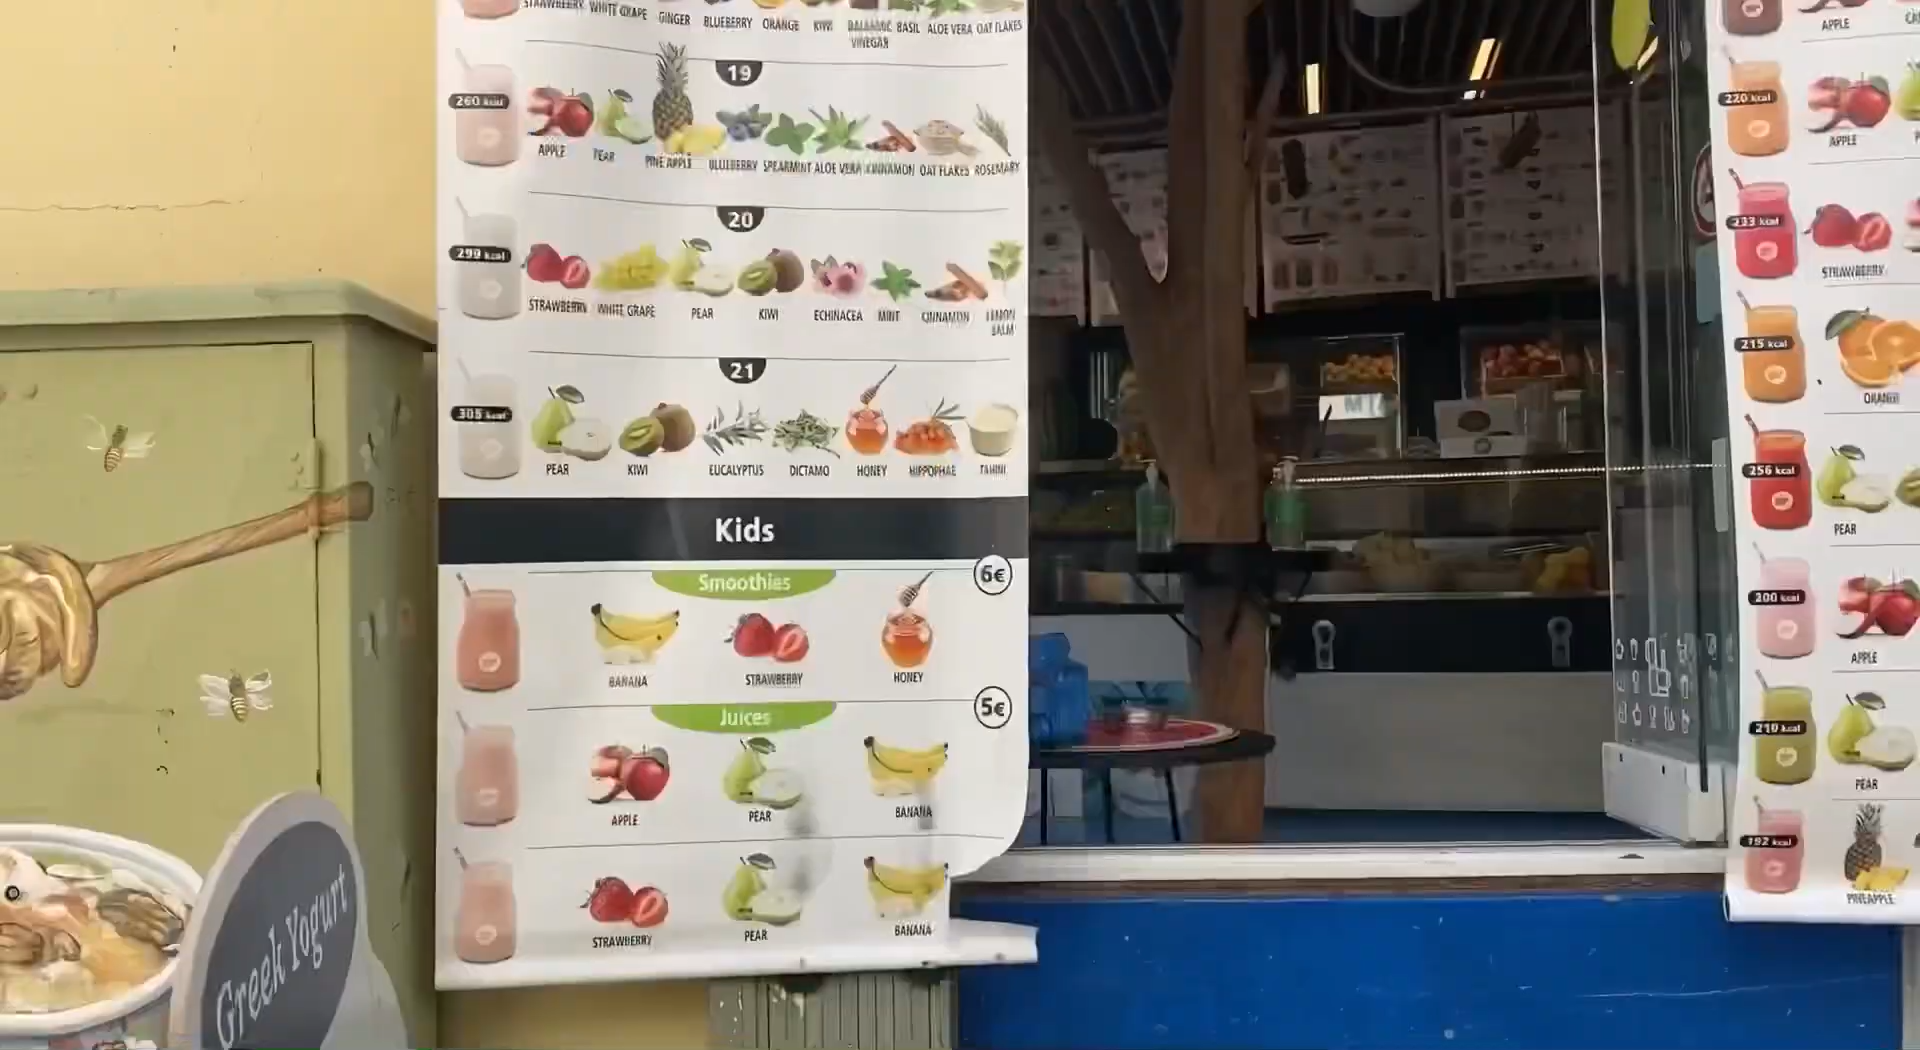 STRAWBERRY WHITE GRAPE GINGER BLUEBERRY ORANGE KIWI BALSAMIC VINEGAR BASIL ALOE VERA OAT FLAKES
19
260 kcal
APPLE PEAR PINEAPPLE BLUEBERRY SPEARMINT ALOE VERA CINNAMON OAT FLAKES ROSEMARY
20
299 kcal
STRAWBERRY WHITE GRAPE PEAR KIWI ECHINACEA MINT CINNAMON LEMON BALM
21
305 kcal
PEAR KIWI EUCALYPTUS DICTAMO HONEY HIPPOPHAE TAHINI
Kids
Smoothies
6€
BANANA STRAWBERRY HONEY
Juices
5€
APPLE PEAR BANANA
STRAWBERRY PEAR BANANA
Greek Yogurt
APPLE
220 kcal
APPLE
233 kcal
STRAWBERRY
215 kcal
ORANGE
256 kcal
PEAR
200 kcal
APPLE
210 kcal
PEAR
192 kcal
PINEAPPLE